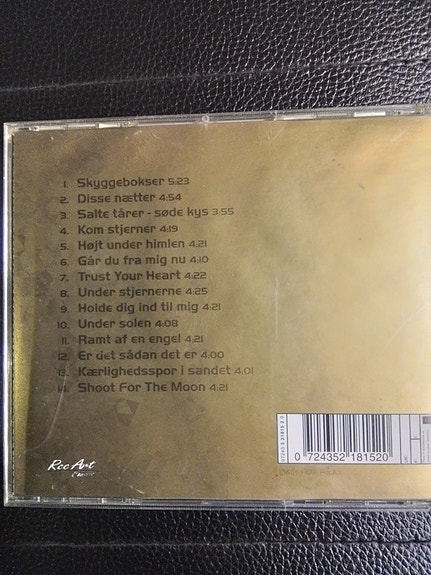 1. Skyggebokser 5:23
2. Disse nætter 4:54
3. Salte tårer - søde kys 3:55
4. Kom stjerner 4:19
5. Højt under himlen 4:21
6. Går du fra mig nu 4:10
7. Trust Your Heart 4:22
8. Under stjernerne 4:25
9. Holde dig ind til mig 4:21
10. Under solen 4:08
11. Ramt af en engel 4:21
12. Er det sådan det er 4:00
13. Kærlighedsspor i sandet 4:01
14. Shoot For The Moon 4:21
0 724352 181520
Rec Art